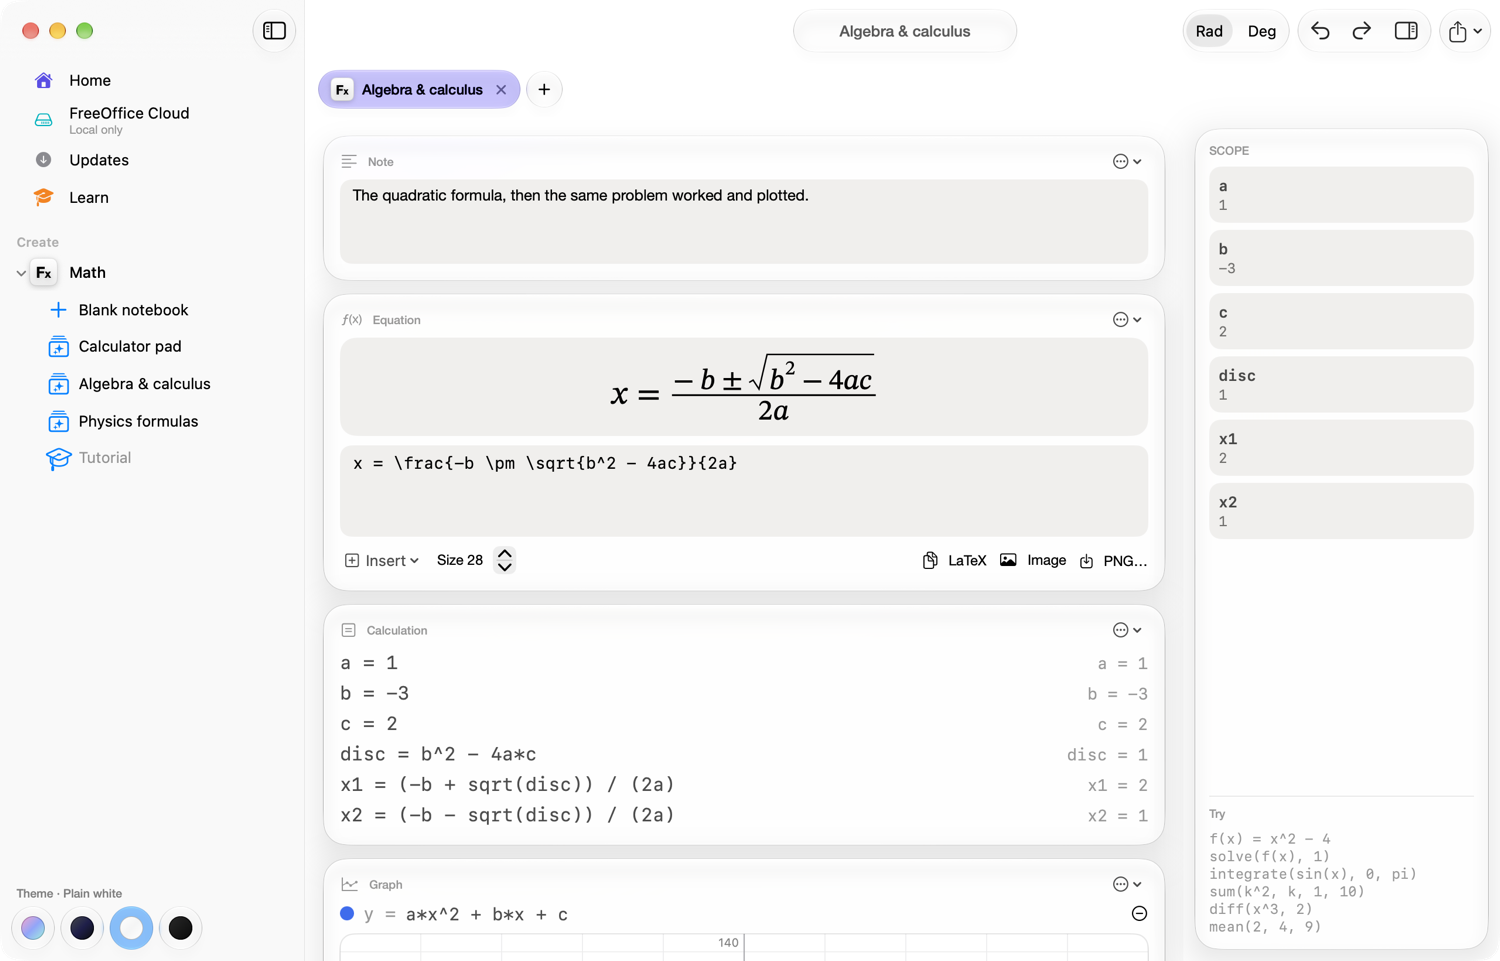 Algebra & calculus
Rad
Deg
Home
FreeOffice Cloud
Local only
Updates
Learn
Create
Fx Math
Blank notebook
Calculator pad
Algebra & calculus
Physics formulas
Tutorial
Theme · Plain white
Fx Algebra & calculus
Note
The quadratic formula, then the same problem worked and plotted.
f(x) Equation
x = −b ± √b² − 4ac / 2a
x = \frac{-b \pm \sqrt{b^2 - 4ac}}{2a}
Insert Size 28 LaTeX Image PNG...
Calculation
a = 1 a = 1
b = −3 b = −3
c = 2 c = 2
disc = b^2 − 4a*c disc = 1
x1 = (−b + sqrt(disc)) / (2a) x1 = 2
x2 = (−b − sqrt(disc)) / (2a) x2 = 1
Graph
y = a*x^2 + b*x + c
140
SCOPE
a
1
b
−3
c
2
disc
1
x1
2
x2
1
Try
f(x) = x^2 − 4
solve(f(x), 1)
integrate(sin(x), 0, pi)
sum(k^2, k, 1, 10)
diff(x^3, 2)
mean(2, 4, 9)